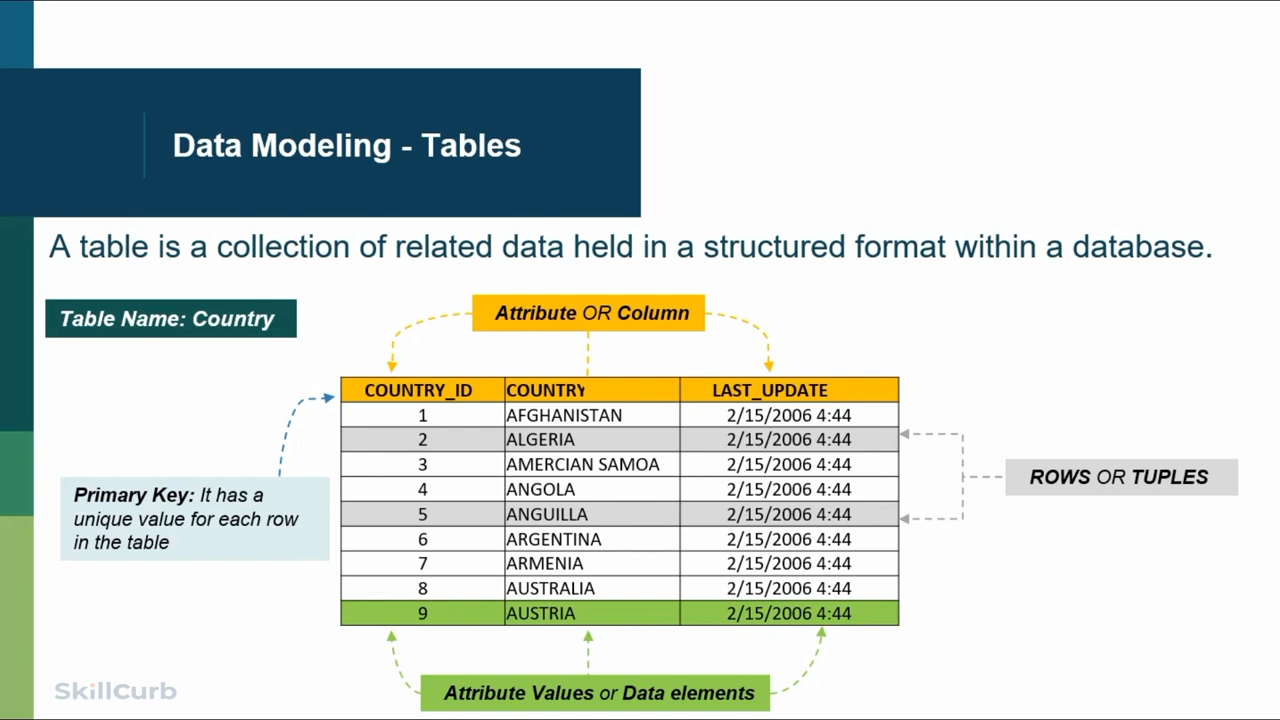 Data Modeling - Tables
A table is a collection of related data held in a structured format within a database.
Table Name: Country
Attribute OR Column
COUNTRY_ID COUNTRY LAST_UPDATE
1 AFGHANISTAN 2/15/2006 4:44
2 ALGERIA 2/15/2006 4:44
3 AMERCIAN SAMOA 2/15/2006 4:44
4 ANGOLA 2/15/2006 4:44
5 ANGUILLA 2/15/2006 4:44
6 ARGENTINA 2/15/2006 4:44
7 ARMENIA 2/15/2006 4:44
8 AUSTRALIA 2/15/2006 4:44
9 AUSTRIA 2/15/2006 4:44
Primary Key: It has a
unique value for each row
in the table
ROWS OR TUPLES
Attribute Values or Data elements
SkillCurb